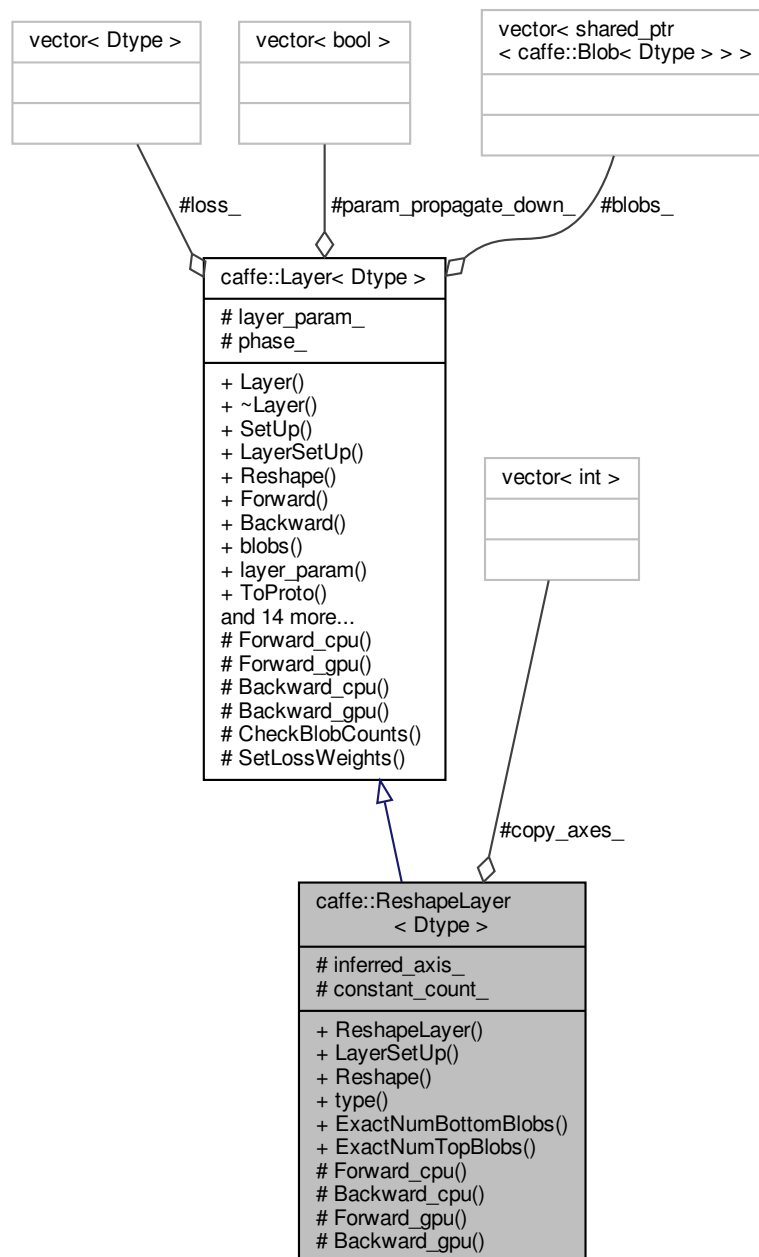 vector< Dtype >
vector< bool >
vector< shared_ptr
< caffe::Blob< Dtype > > >
#loss_
#param_propagate_down_
#blobs_
caffe::Layer< Dtype >
# layer_param_
# phase_
+ Layer()
+ ~Layer()
+ SetUp()
+ LayerSetUp()
+ Reshape()
+ Forward()
+ Backward()
+ blobs()
+ layer_param()
+ ToProto()
and 14 more...
# Forward_cpu()
# Forward_gpu()
# Backward_cpu()
# Backward_gpu()
# CheckBlobCounts()
# SetLossWeights()
vector< int >
#copy_axes_
caffe::ReshapeLayer
< Dtype >
# inferred_axis_
# constant_count_
+ ReshapeLayer()
+ LayerSetUp()
+ Reshape()
+ type()
+ ExactNumBottomBlobs()
+ ExactNumTopBlobs()
# Forward_cpu()
# Backward_cpu()
# Forward_gpu()
# Backward_gpu()